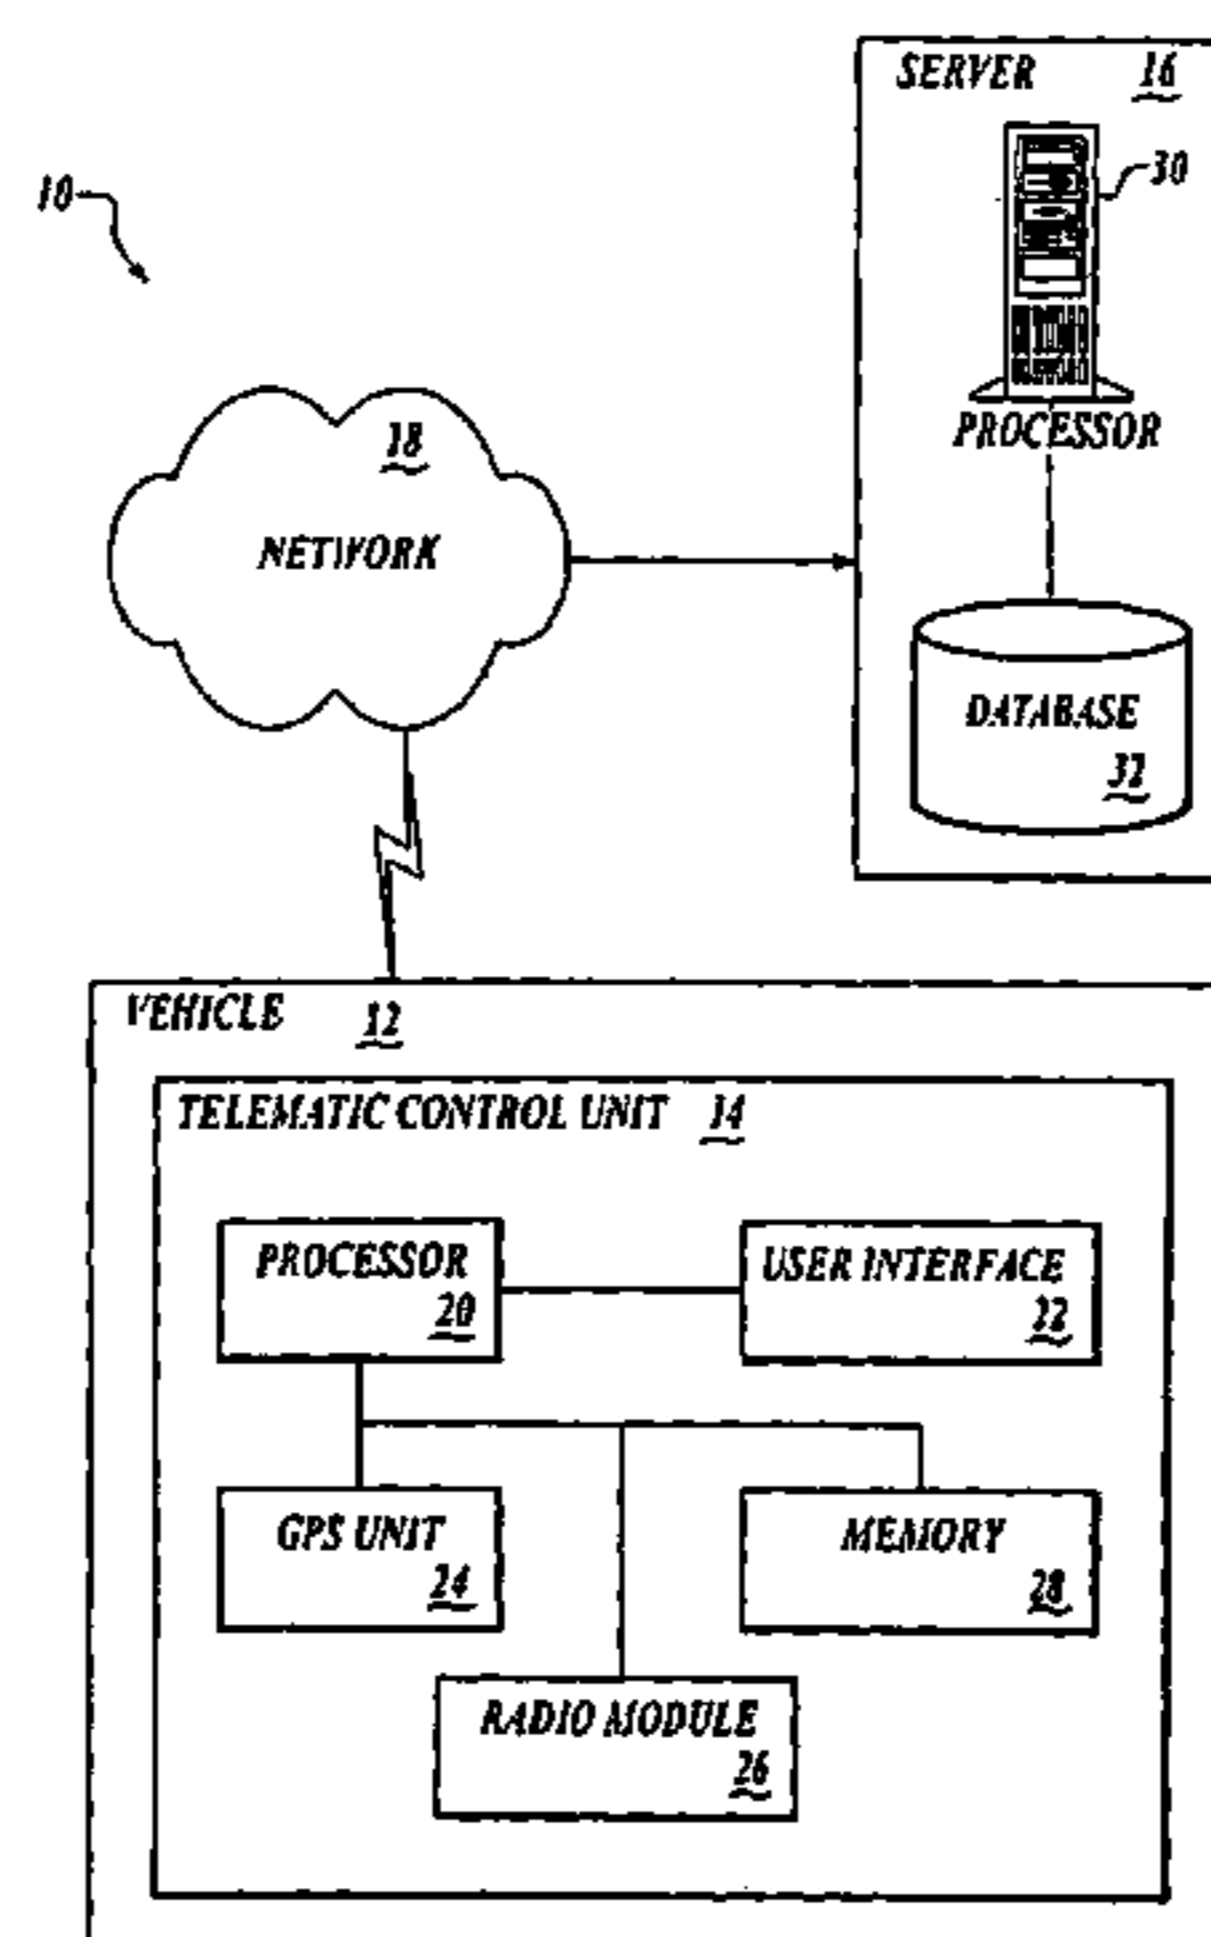 SERVER 16
30
10
PROCESSOR
18
NETWORK
DATABASE
32
VEHICLE 12
TELEMATIC CONTROL UNIT 14
PROCESSOR
20
USER INTERFACE
22
GPS UNIT
24
MEMORY
28
RADIO MODULE
26